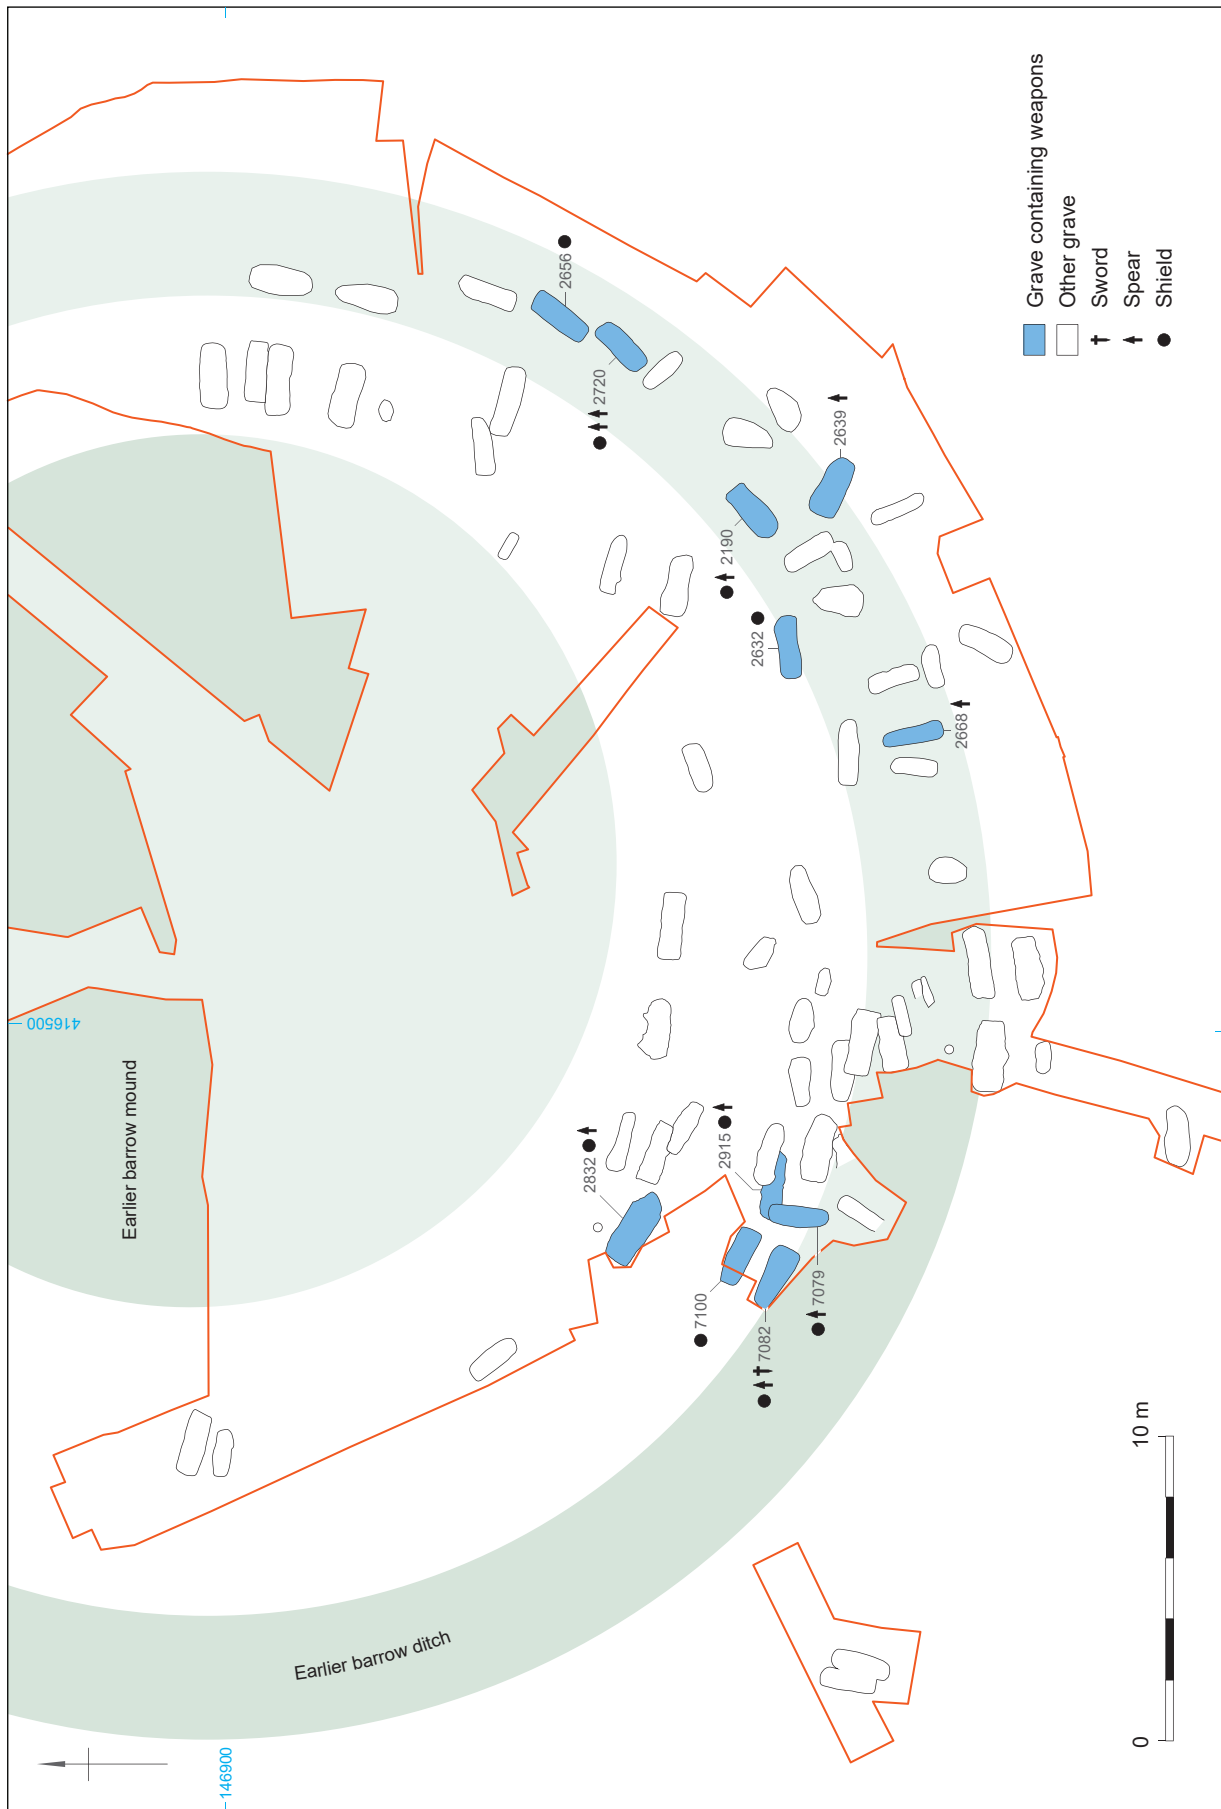 Grave containing weapons
Other grave
Sword
Spear
Shield
2656
2720
2639
2190
2632
2668
416500
Earlier barrow mound
2832
2915
7100
7082
7079
Earlier barrow ditch
146900
0
10 m